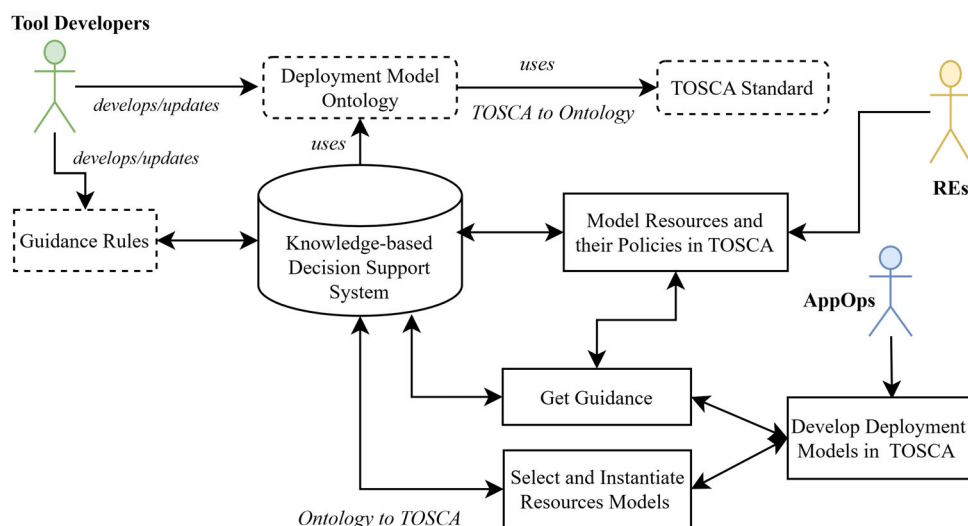 Tool Developers
develops/updates
Deployment Model
Ontology
uses
TOSCA to Ontology
TOSCA Standard
REs
develops/updates
uses
Guidance Rules
Knowledge-based
Decision Support
System
Model Resources and
their Policies in TOSCA
AppOps
Get Guidance
Develop Deployment
Models in TOSCA
Select and Instantiate
Resources Models
Ontology to TOSCA